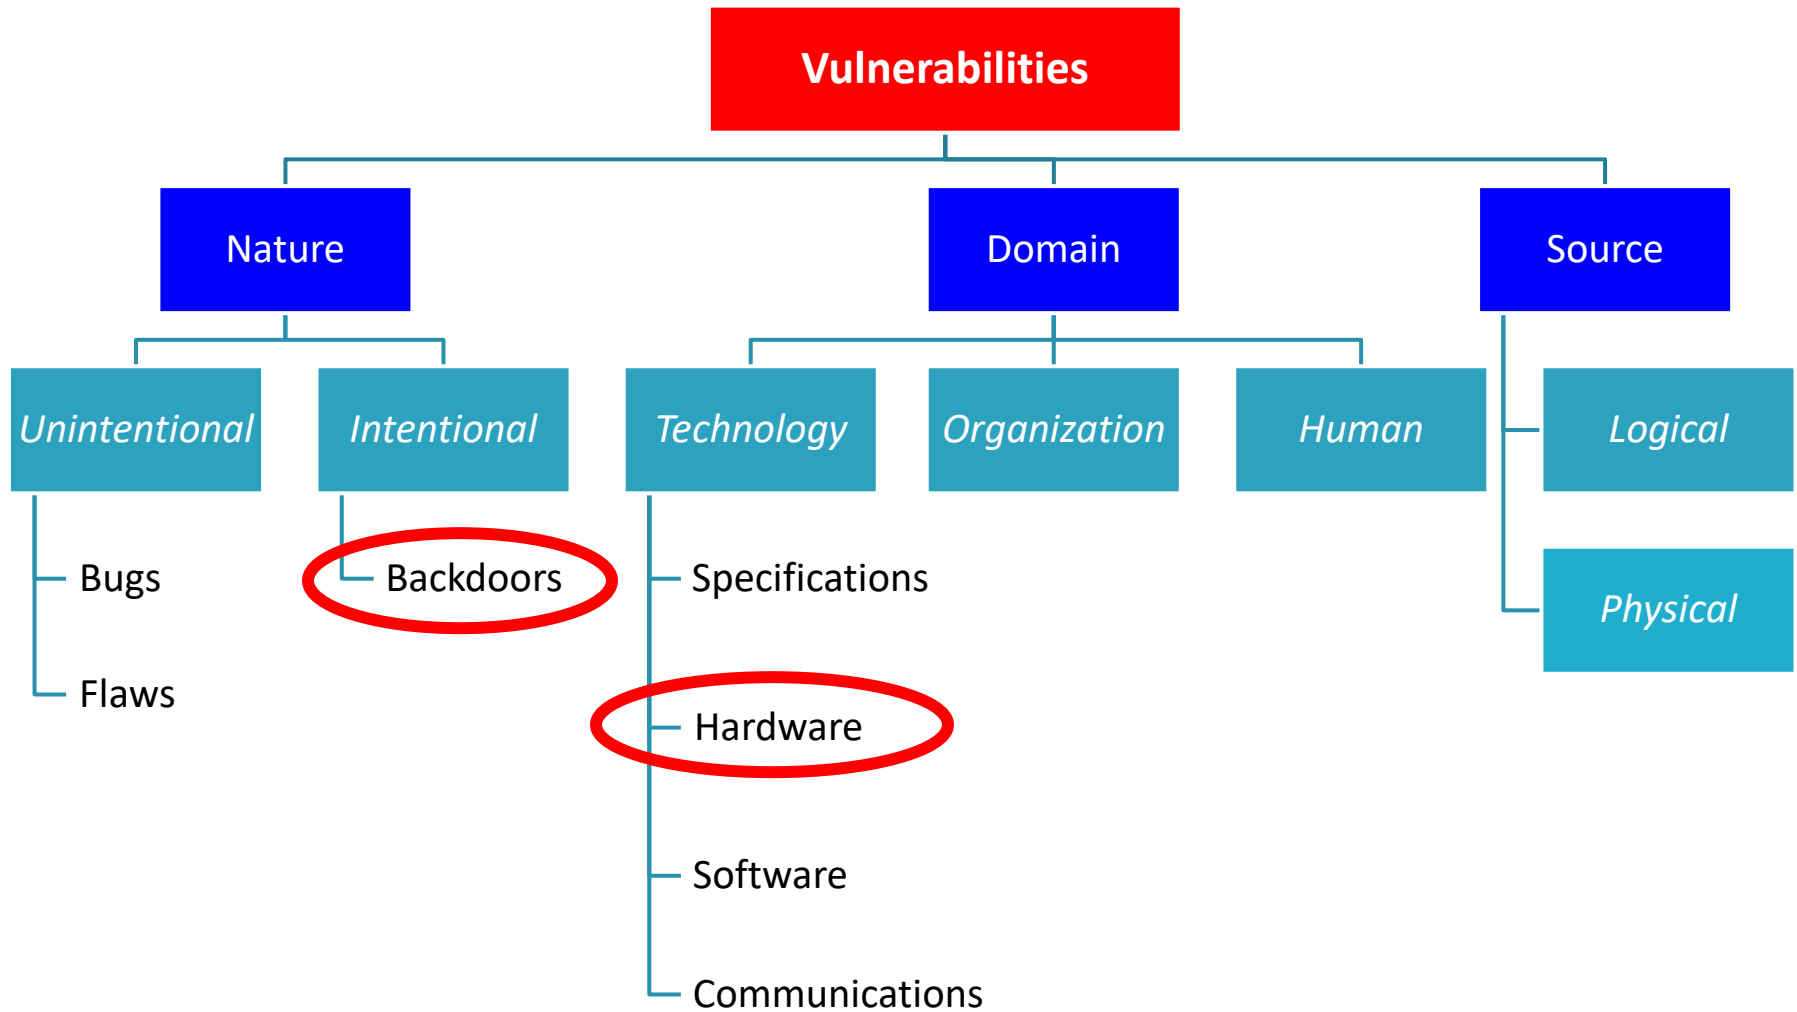 Vulnerabilities
Nature
Domain
Source
Unintentional
Intentional
Technology
Organization
Human
Logical
Bugs
Backdoors
Specifications
Physical
Flaws
Hardware
Software
Communications